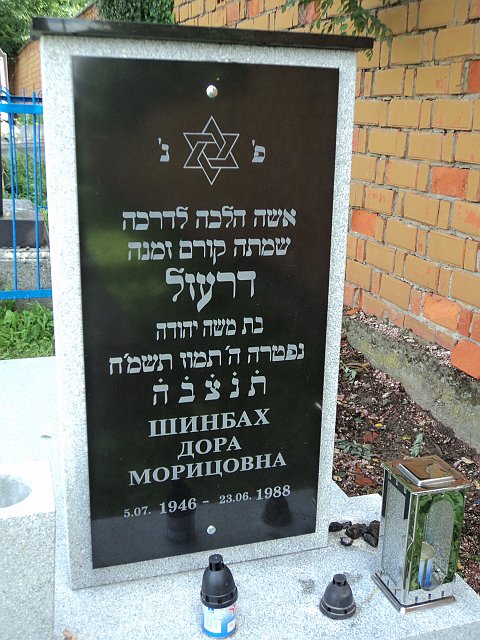 פ נ
אשה הלכה לדרכה
שמתה קורם זמנה
דרעזל
בת משה יהודה
נפטרה ה׳ תמוז תשמ״ח
ת נ צ ב ה
ШИНБАХ
ДОРА
МОРИЦОВНА
5.07. 1946 – 23.06. 1988